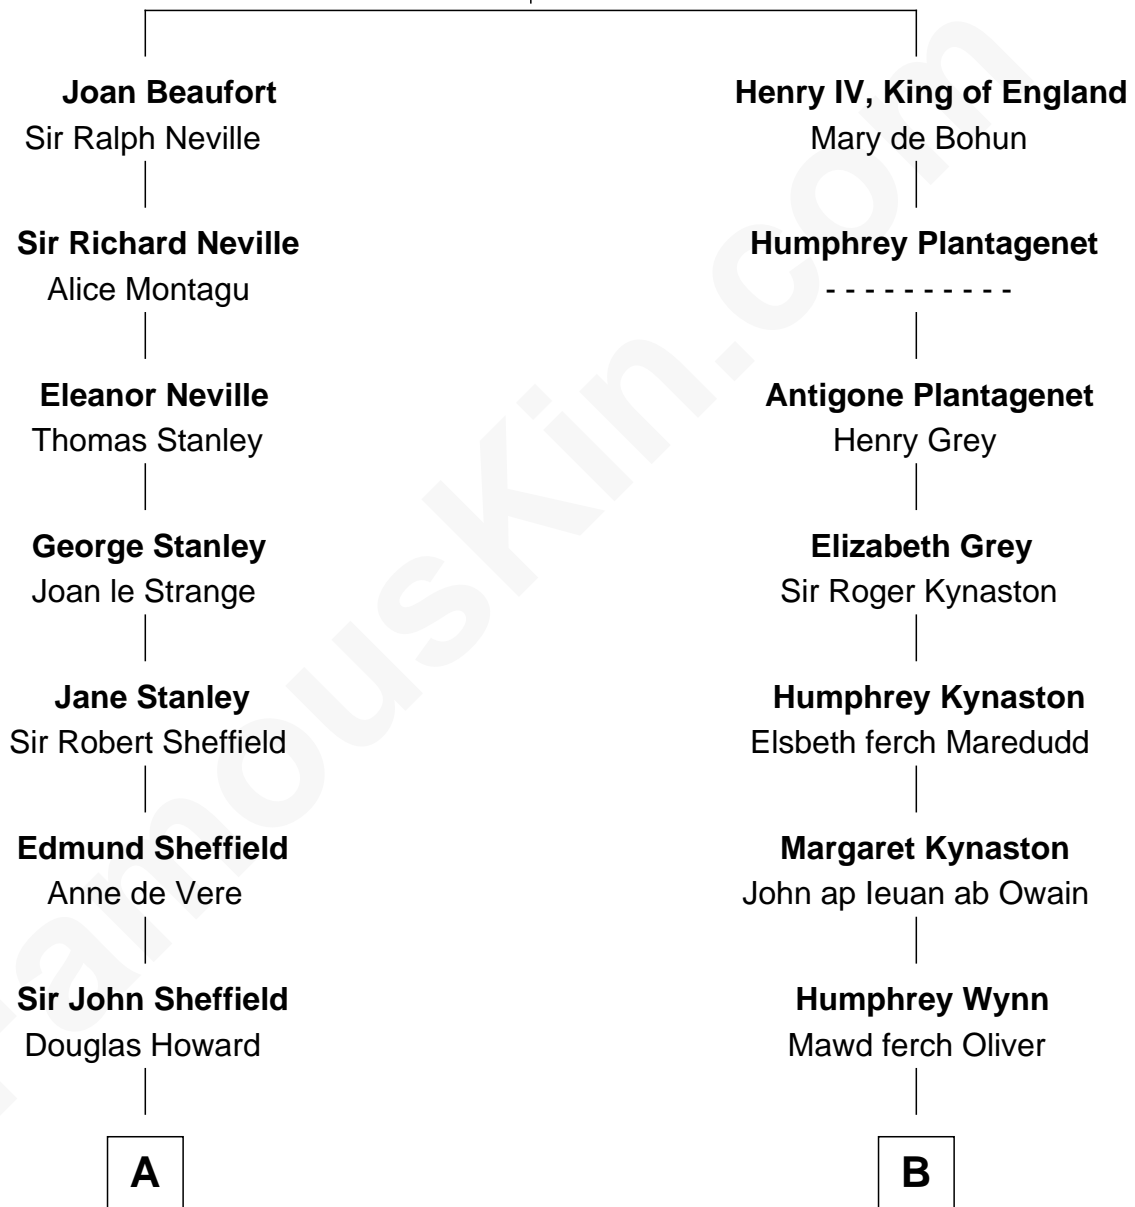 Joan Beaufort
Sir Ralph Neville
Sir Richard Neville
Alice Montagu
Eleanor Neville
Thomas Stanley
George Stanley
Joan le Strange
Jane Stanley
Sir Robert Sheffield
Edmund Sheffield
Anne de Vere
Sir John Sheffield
Douglas Howard
A
Henry IV, King of England
Mary de Bohun
Humphrey Plantagenet
- - - - - - - - - -
Antigone Plantagenet
Henry Grey
Elizabeth Grey
Sir Roger Kynaston
Humphrey Kynaston
Elsbeth ferch Maredudd
Margaret Kynaston
John ap Ieuan ab Owain
Humphrey Wynn
Mawd ferch Oliver
B
FamousKin.com